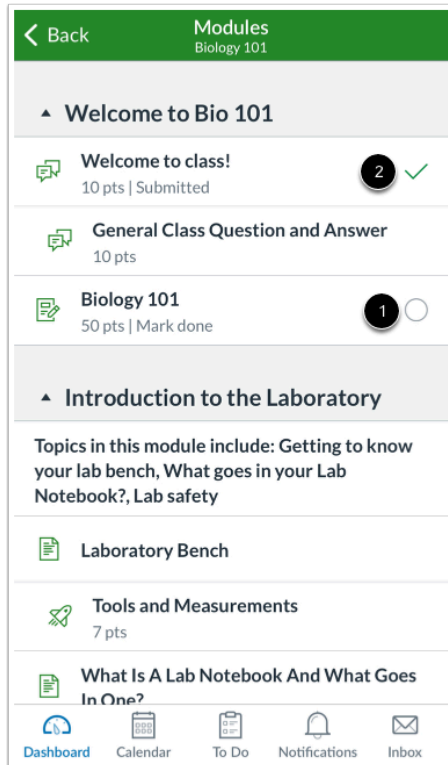 Back
Modules
Biology 101
Welcome to Bio 101
Welcome to class!
10 pts | Submitted
2
General Class Question and Answer
10 pts
Biology 101
50 pts | Mark done
1
Introduction to the Laboratory
Topics in this module include: Getting to know
your lab bench, What goes in your Lab
Notebook?, Lab safety
Laboratory Bench
Tools and Measurements
7 pts
What Is A Lab Notebook And What Goes
In One?
Dashboard
Calendar
To Do
Notifications
Inbox